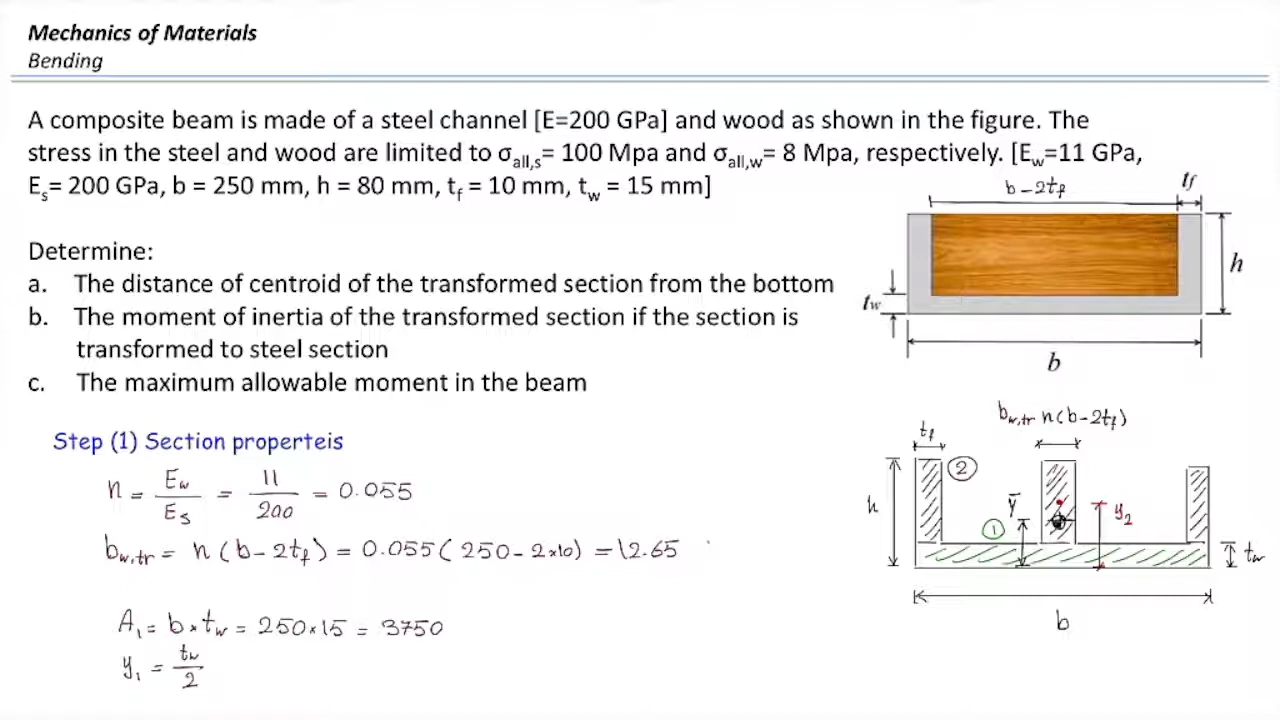 Mechanics of Materials
Bending
A composite beam is made of a steel channel [E=200 GPa] and wood as shown in the figure. The
stress in the steel and wood are limited to σall,s= 100 Mpa and σall,w= 8 Mpa, respectively. [Ew=11 GPa,
Es= 200 GPa, b = 250 mm, h = 80 mm, tf = 10 mm, tw = 15 mm]
b-2tf
tf
h
tw
b
Determine:
a. The distance of centroid of the transformed section from the bottom
b. The moment of inertia of the transformed section if the section is
transformed to steel section
c. The maximum allowable moment in the beam
Step (1) Section properteis
n = Ew/Es = 11/200 = 0.055
bw,tr = n(b-2tf) = 0.055(250-2×10) = 12.65
A1 = b×tw = 250×15 = 3750
y1 = tw/2
bw,tr n(b-2tf)
tf
2
h
1
ȳ
y2
tw
b